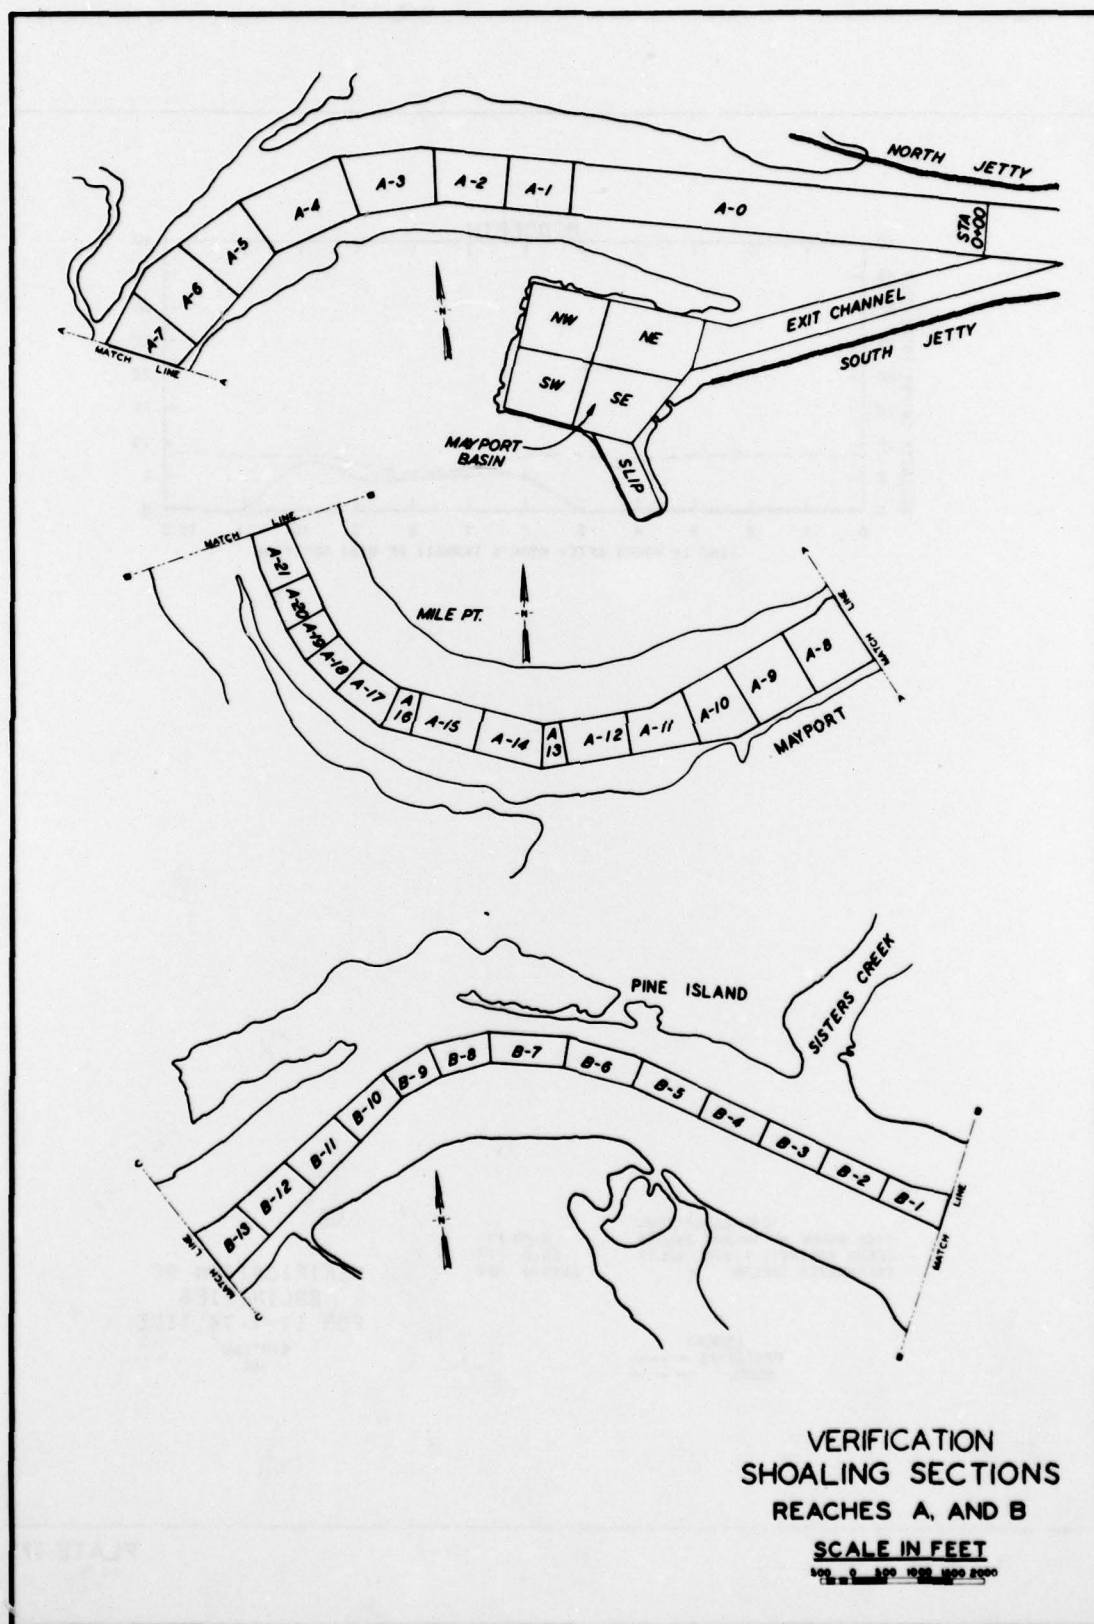 NORTH JETTY
A-3
A-2
A-1
A-0
A-4
STA
0+00
A-5
A-6
EXIT CHANNEL
NW
NE
A-7
SOUTH JETTY
N
A
MATCH LINE
A
SW
SE
MAYPORT
BASIN
SLIP
B
MATCH LINE
B
A
A-21
A-20
A-19
A-18
A-17
A
16
A-15
A-14
A
13
A-12
A-11
A-10
A-9
A-8
MILE PT.
N
LINE
MATCH
A
MAYPORT
SISTERS CREEK
PINE ISLAND
B-8
B-7
B-9
B-6
B-10
B-5
B-4
B-11
B-3
B-12
B-2
B-13
B-1
B
LINE
MATCH
B
C
LINE
MATCH
C
N
VERIFICATION
SHOALING SECTIONS
REACHES A, AND B
SCALE IN FEET
500 0 500 1000 1500 2000